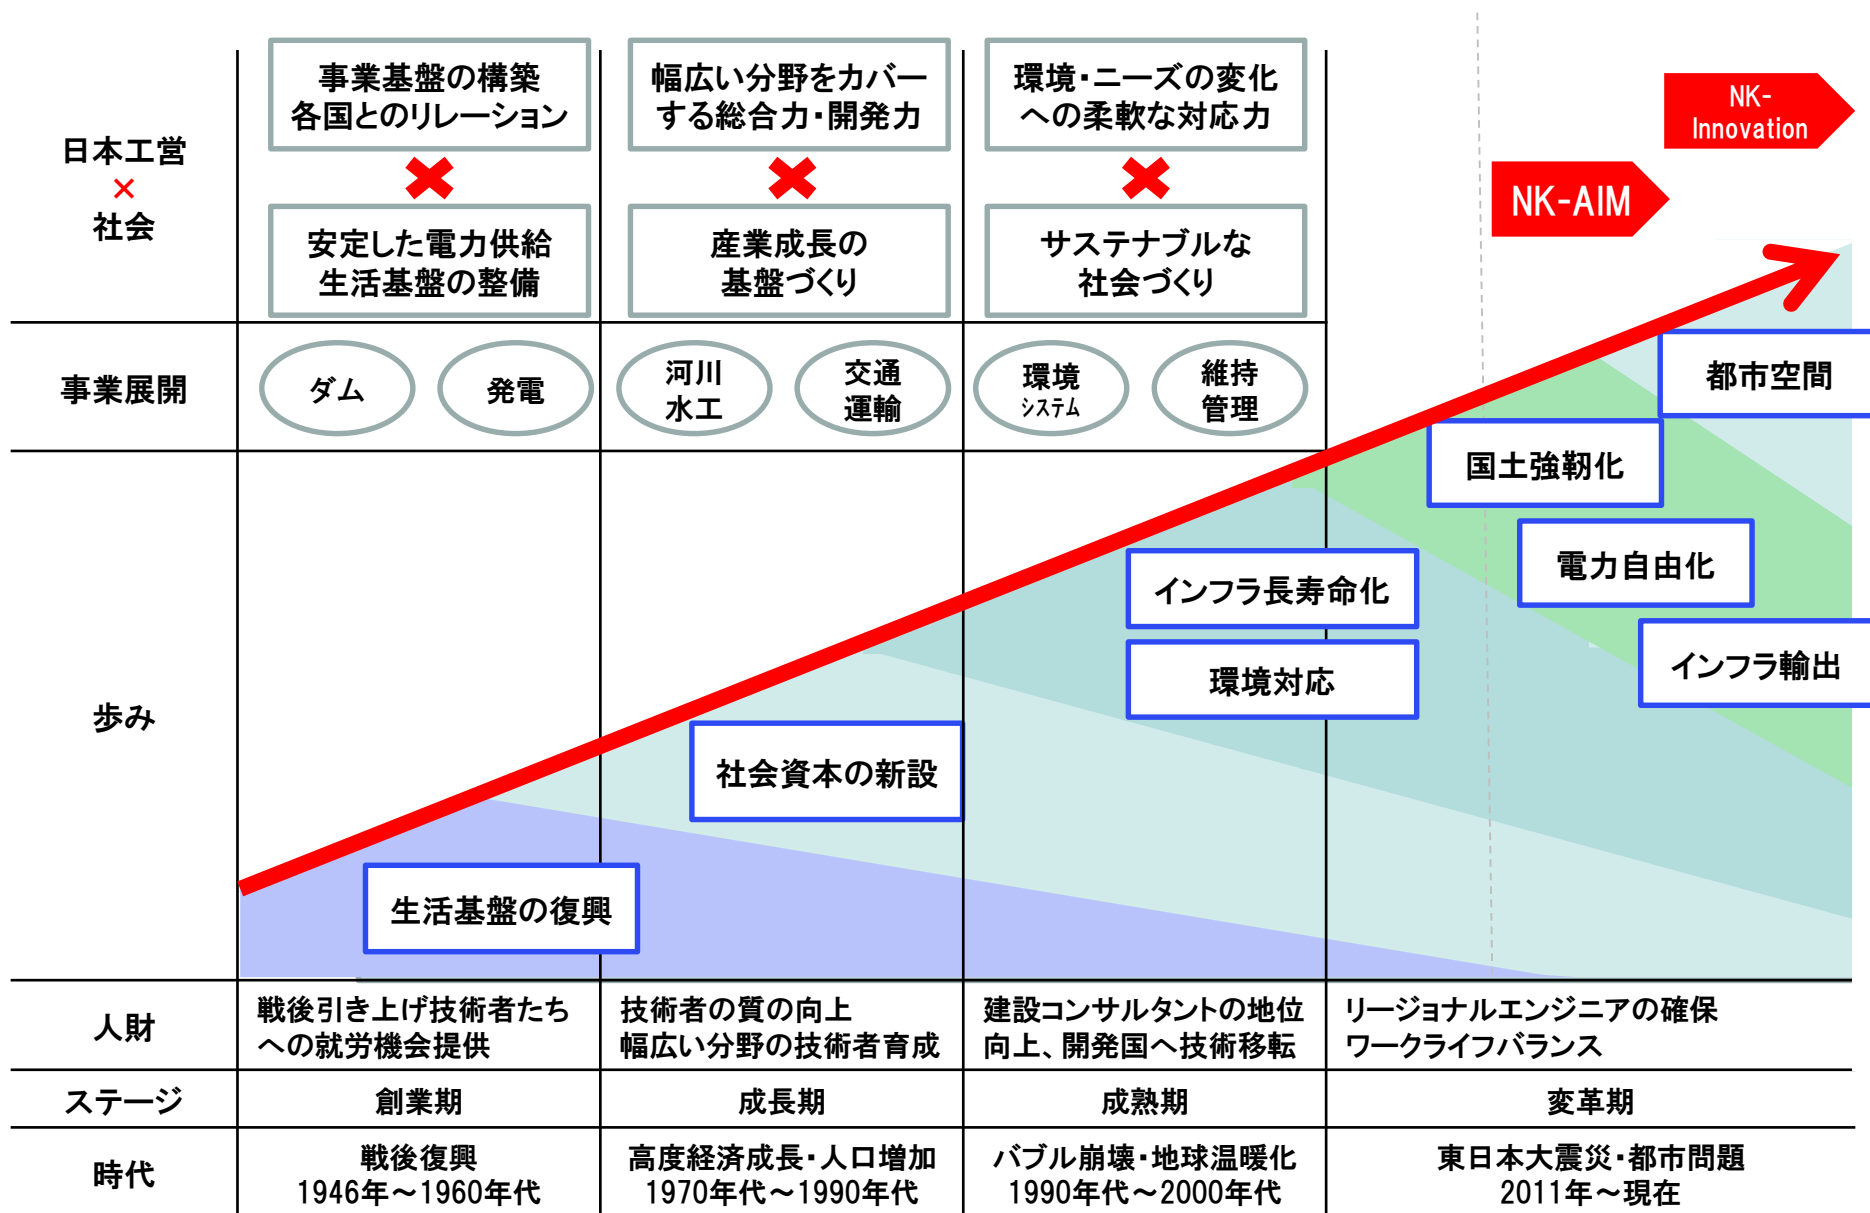 日本工営
×
社会
事業基盤の構築
各国とのリレーション
安定した電力供給
生活基盤の整備
幅広い分野をカバー
する総合力・開発力
産業成長の
基盤づくり
環境・ニーズの変化
への柔軟な対応力
サステナブルな
社会づくり
NK-
Innovation
NK-AIM
事業展開
ダム
発電
河川
水工
交通
運輸
環境
システム
維持
管理
都市空間
国土強靭化
電力自由化
インフラ輸出
インフラ長寿命化
環境対応
歩み
社会資本の新設
生活基盤の復興
人財
戦後引き上げ技術者たち
への就労機会提供
技術者の質の向上
幅広い分野の技術者育成
建設コンサルタントの地位
向上、開発国へ技術移転
リージョナルエンジニアの確保
ワークライフバランス
ステージ
創業期
成長期
成熟期
変革期
時代
戦後復興
1946年～1960年代
高度経済成長・人口増加
1970年代～1990年代
バブル崩壊・地球温暖化
1990年代～2000年代
東日本大震災・都市問題
2011年～現在